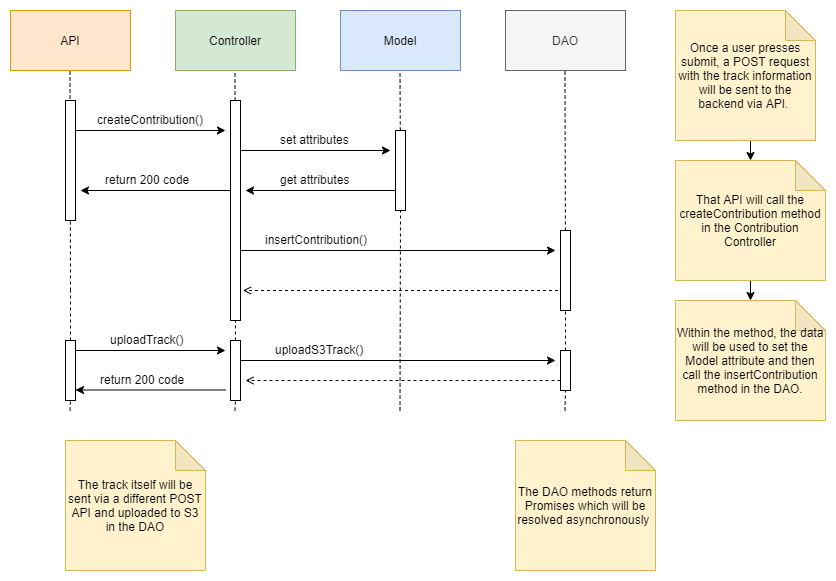 API
Controller
Model
DAO
createContribution()
set attributes
return 200 code
get attributes
insertContribution()
uploadTrack()
uploadS3Track()
return 200 code
Once a user presses
submit, a POST request
with the track information
will be sent to the
backend via API.
That API will call the
createContribution method
in the Contribution
Controller
Within the method, the data
will be used to set the
Model attribute and then
call the insertContribution
method in the DAO.
The track itself will be
sent via a different POST
API and uploaded to S3
in the DAO
The DAO methods return
Promises which will be
resolved asynchronously